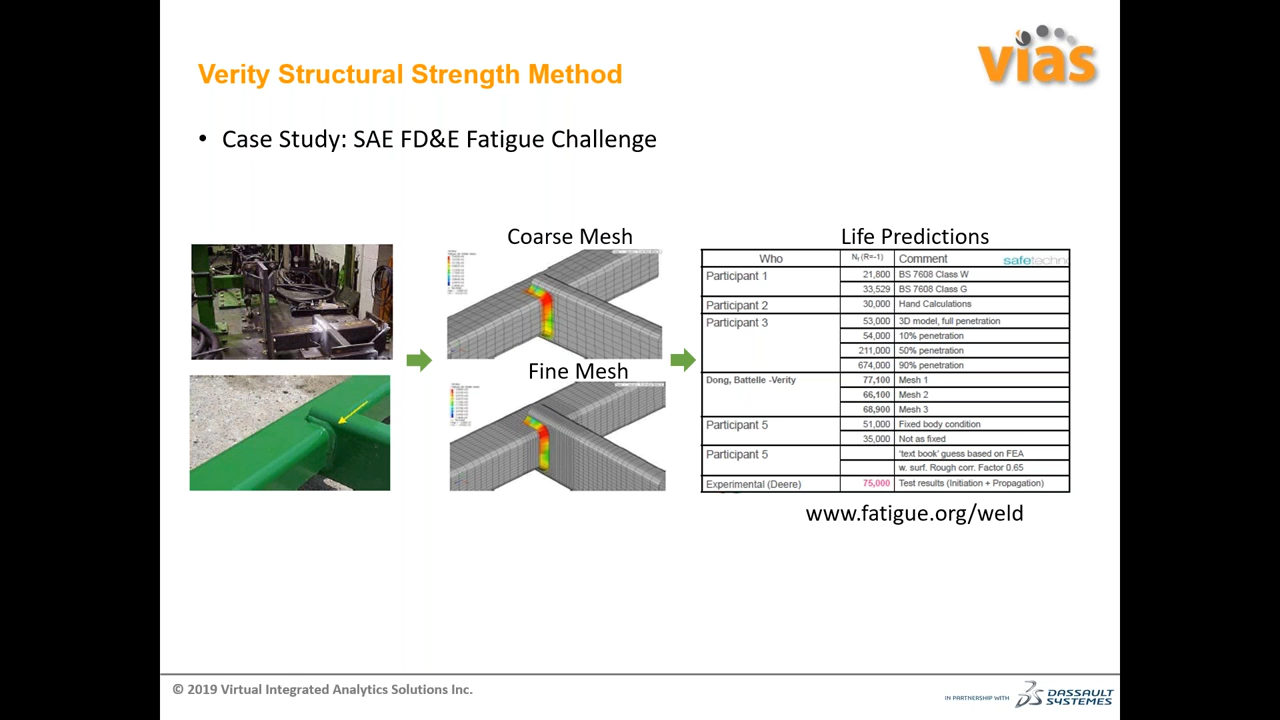 vias
Verity Structural Strength Method
• Case Study: SAE FD&E Fatigue Challenge
Coarse Mesh
Fine Mesh
Life Predictions
Who Nf (R=-1) Comment safetechno
Participant 1 21,800 BS 7608 Class W
33,529 BS 7608 Class G
Participant 2 30,000 Hand Calculations
Participant 3 53,000 3D model, full penetration
54,000 10% penetration
211,000 50% penetration
674,000 90% penetration
Dong, Battelle -Verity 77,100 Mesh 1
66,100 Mesh 2
68,900 Mesh 3
Participant 5 51,000 Fixed body condition
35,000 Not as fixed
Participant 5 'text book' guess based on FEA
w. surf. Rough corr. Factor 0.65
Experimental (Deere) 75,000 Test results (Initiation + Propagation)
www.fatigue.org/weld
© 2019 Virtual Integrated Analytics Solutions Inc.
IN PARTNERSHIP WITH
DASSAULT
SYSTEMES